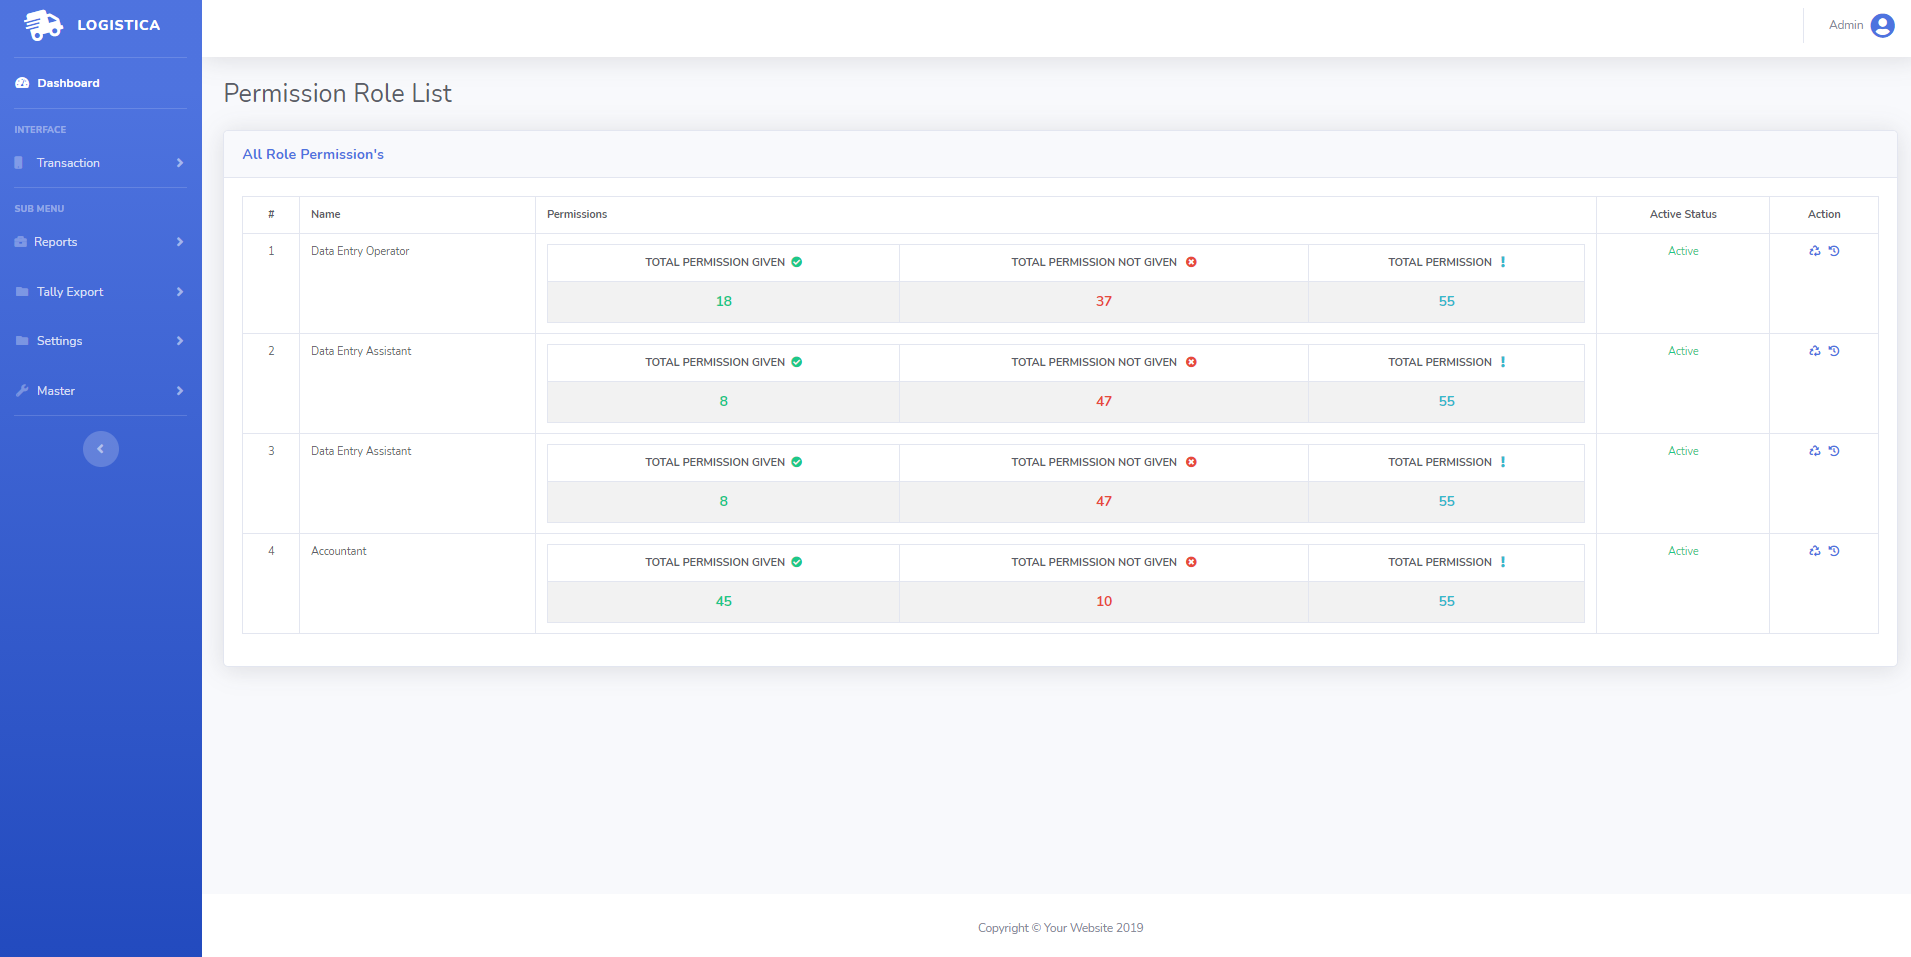 LOGISTICA
Admin
Dashboard
INTERFACE
Transaction
SUB MENU
Reports
Tally Export
Settings
Master
Permission Role List
All Role Permission's
# Name Permissions Active Status Action
1 Data Entry Operator Active
TOTAL PERMISSION GIVEN TOTAL PERMISSION NOT GIVEN TOTAL PERMISSION
18 37 55
2 Data Entry Assistant Active
TOTAL PERMISSION GIVEN TOTAL PERMISSION NOT GIVEN TOTAL PERMISSION
8 47 55
3 Data Entry Assistant Active
TOTAL PERMISSION GIVEN TOTAL PERMISSION NOT GIVEN TOTAL PERMISSION
8 47 55
4 Accountant Active
TOTAL PERMISSION GIVEN TOTAL PERMISSION NOT GIVEN TOTAL PERMISSION
45 10 55
Copyright © Your Website 2019